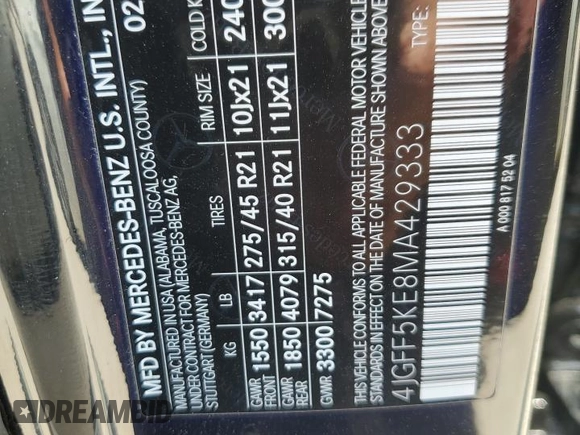 MFD BY MERCEDES-BENZ U.S. INTL., IN
02
MANUFACTURED IN USA (ALABAMA, TUSCALOOSA COUNTY)
UNDER CONTRACT FOR MERCEDES-BENZ AG,
STUTTGART (GERMANY)
KG LB TIRES RIM SIZE COLD K
GAWR FRONT 1550 3417 275/45 R21 10Jx21 240
GAWR REAR 1850 4079 315/40 R21 11Jx21 300
GVWR 3300 7275
THIS VEHICLE CONFORMS TO ALL APPLICABLE FEDERAL MOTOR VEHICLE
THEFT PREVENTION STANDARDS IN EFFECT ON THE DATE OF MANUFACTURE SHOWN ABOVE
4JGFF5KE8MA429333 TYPE:
A 000 817 52 04
DREAMBID